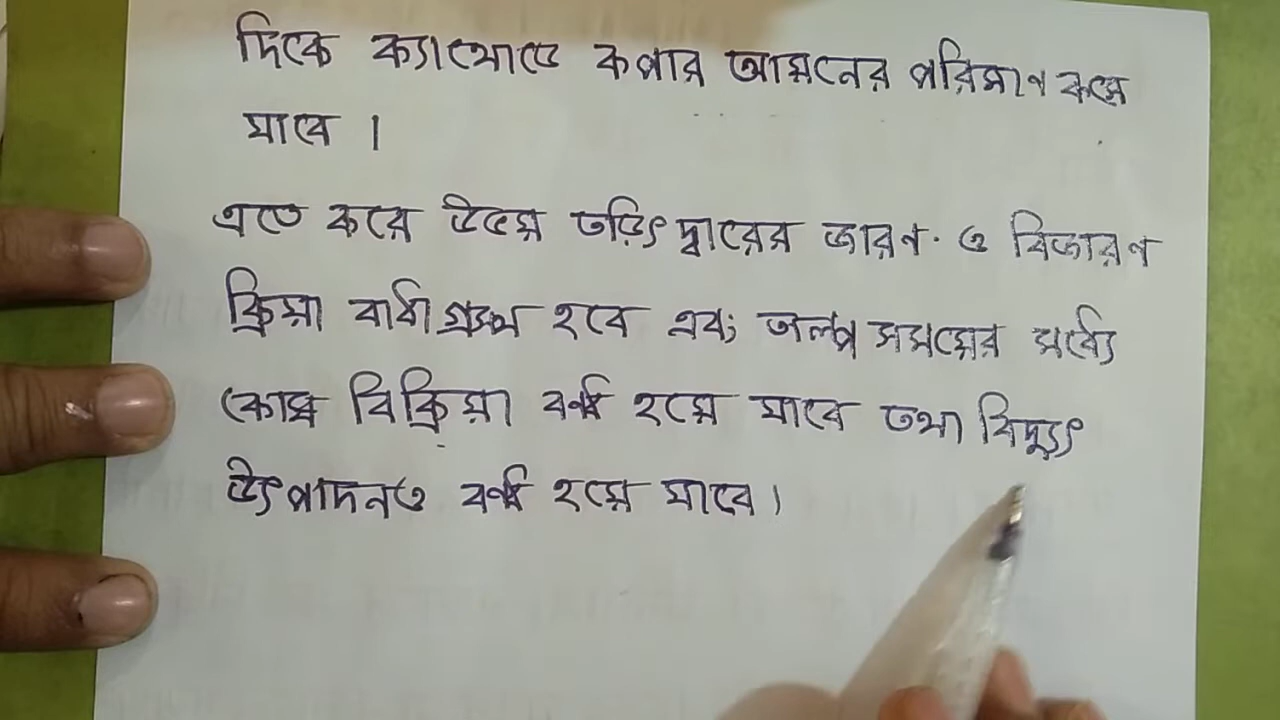 দিকে ক্যাথোডে কপার আয়নের পরিমাণ কমে
যাবে ।
এতে করে উভয় তড়িৎদ্বারের জারণ ও বিজারণ
ক্রিয়া বাধাগ্রস্থ হবে এবং অল্প সময়ের মধ্যে
কোষ বিক্রিয়া বন্ধ হয়ে যাবে তথা বিদ্যুৎ
উৎপাদনও বন্ধ হয়ে যাবে।